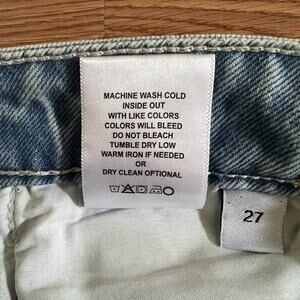 MACHINE WASH COLD
INSIDE OUT
WITH LIKE COLORS
COLORS WILL BLEED
DO NOT BLEACH
TUMBLE DRY LOW
WARM IRON IF NEEDED
OR
DRY CLEAN OPTIONAL
27